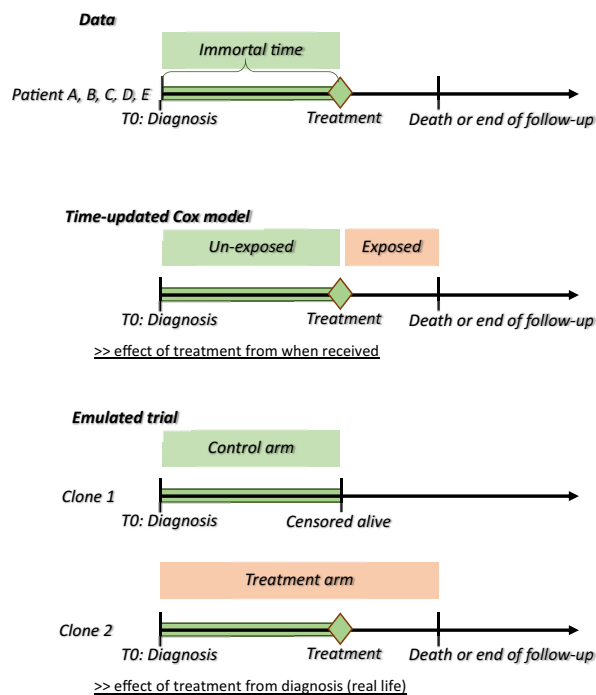 Data
Immortal time
Patient A, B, C, D, E
T0: Diagnosis
Treatment
Death or end of follow-up
Time-updated Cox model
Un-exposed
Exposed
T0: Diagnosis
Treatment
Death or end of follow-up
>> effect of treatment from when received
Emulated trial
Control arm
Clone 1
T0: Diagnosis
Censored alive
Treatment arm
Clone 2
T0: Diagnosis
Treatment
Death or end of follow-up
>> effect of treatment from diagnosis (real life)